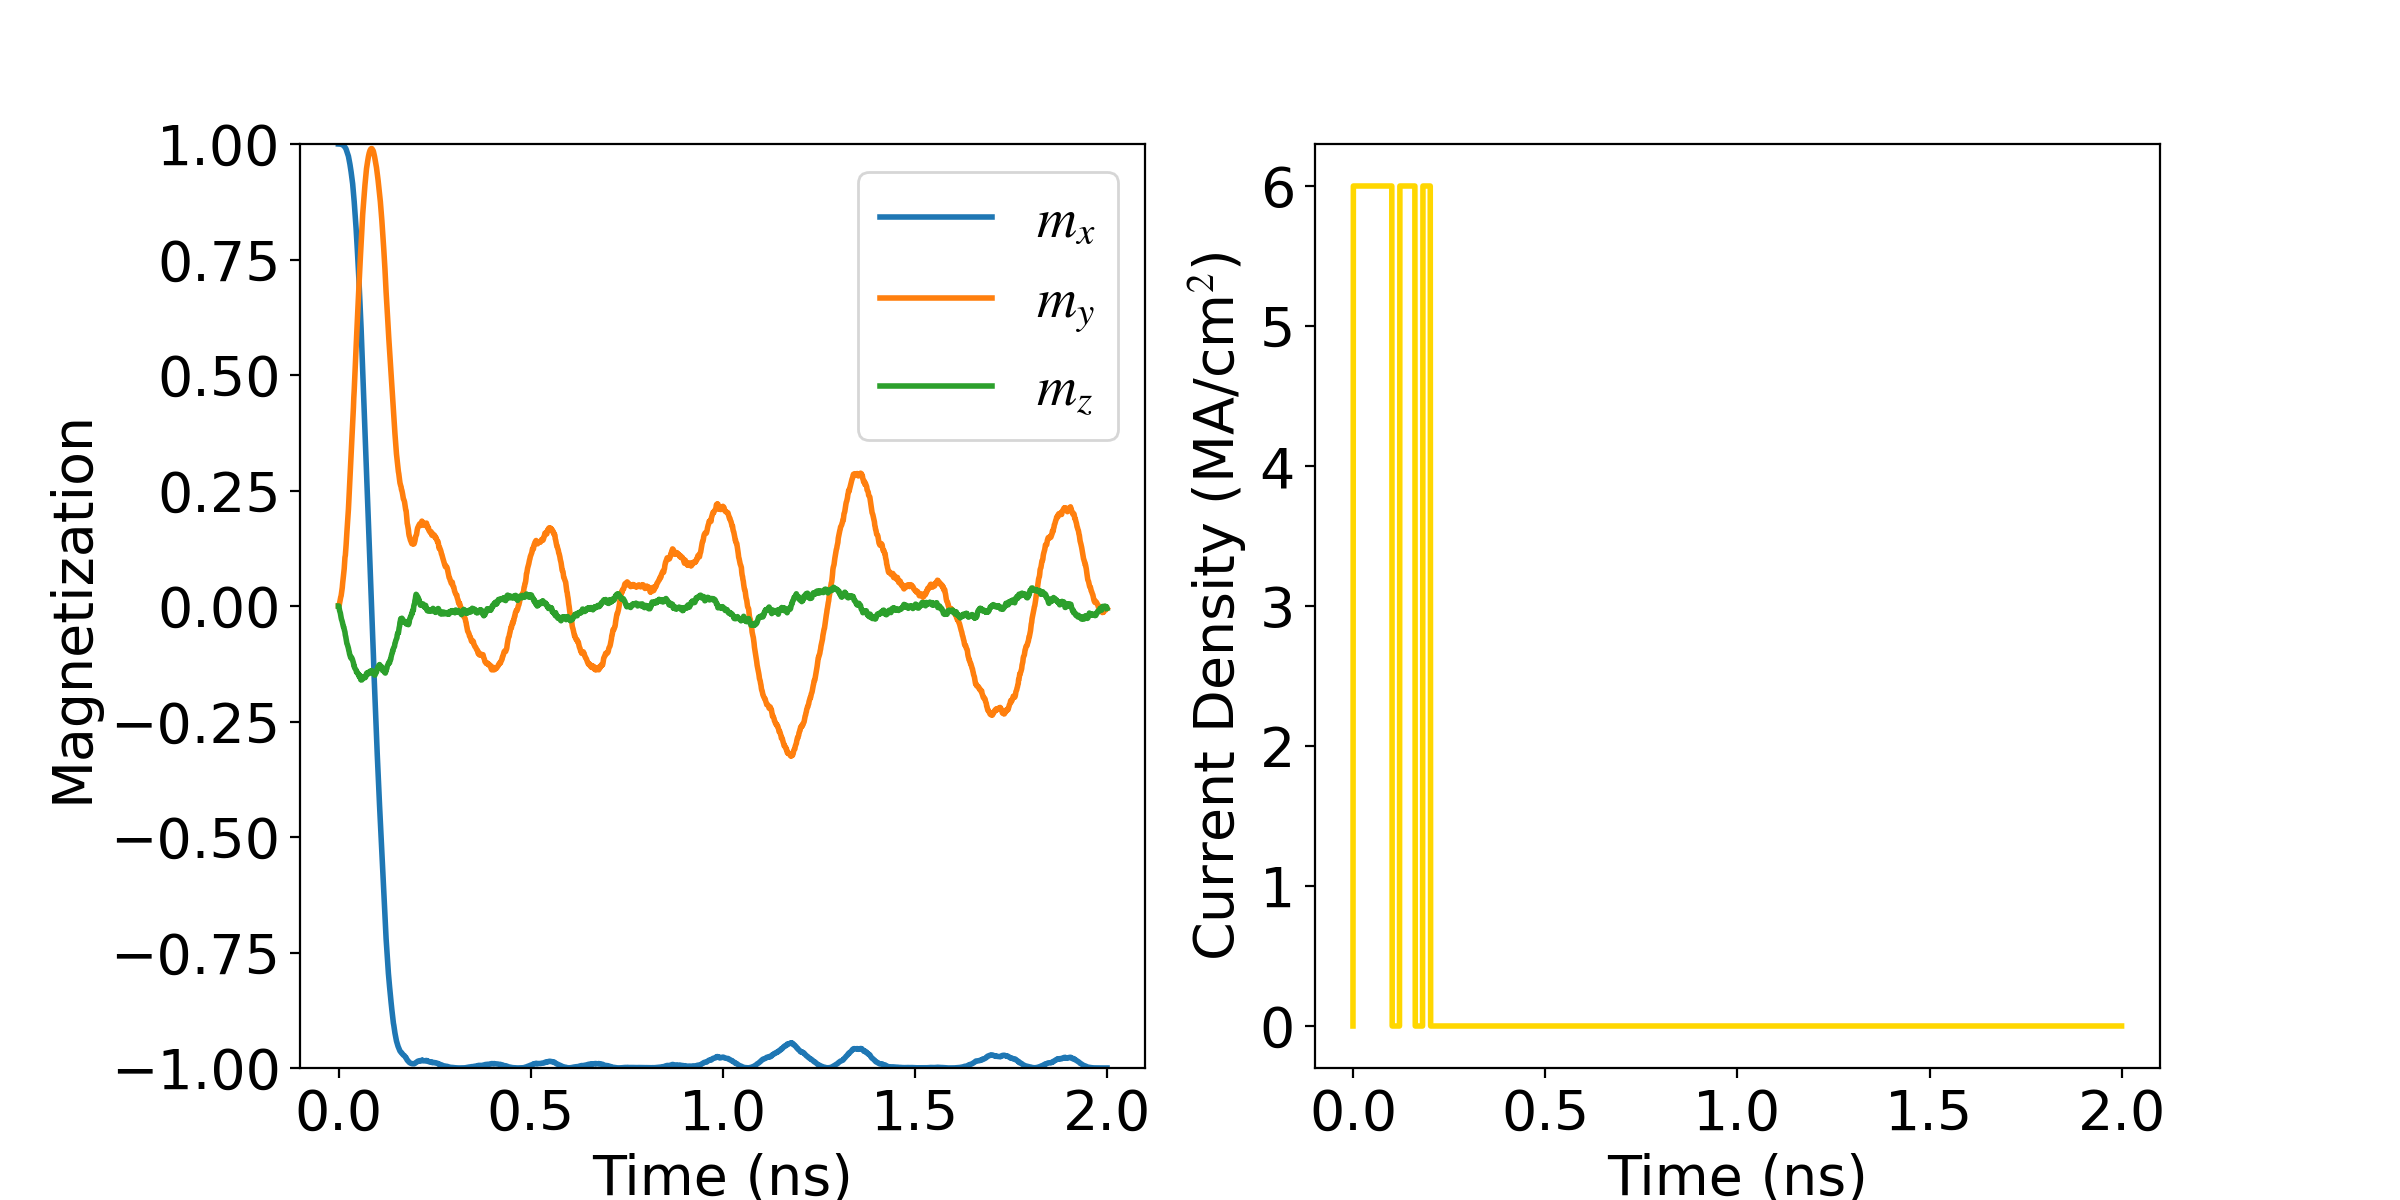 1.00
0.75
0.50
0.25
0.00
−0.25
−0.50
−0.75
−1.00
Magnetization
0.0 0.5 1.0 1.5 2.0
Time (ns)
m_x
m_y
m_z
6
5
4
3
2
1
0
Current Density (MA/cm²)
0.0 0.5 1.0 1.5 2.0
Time (ns)